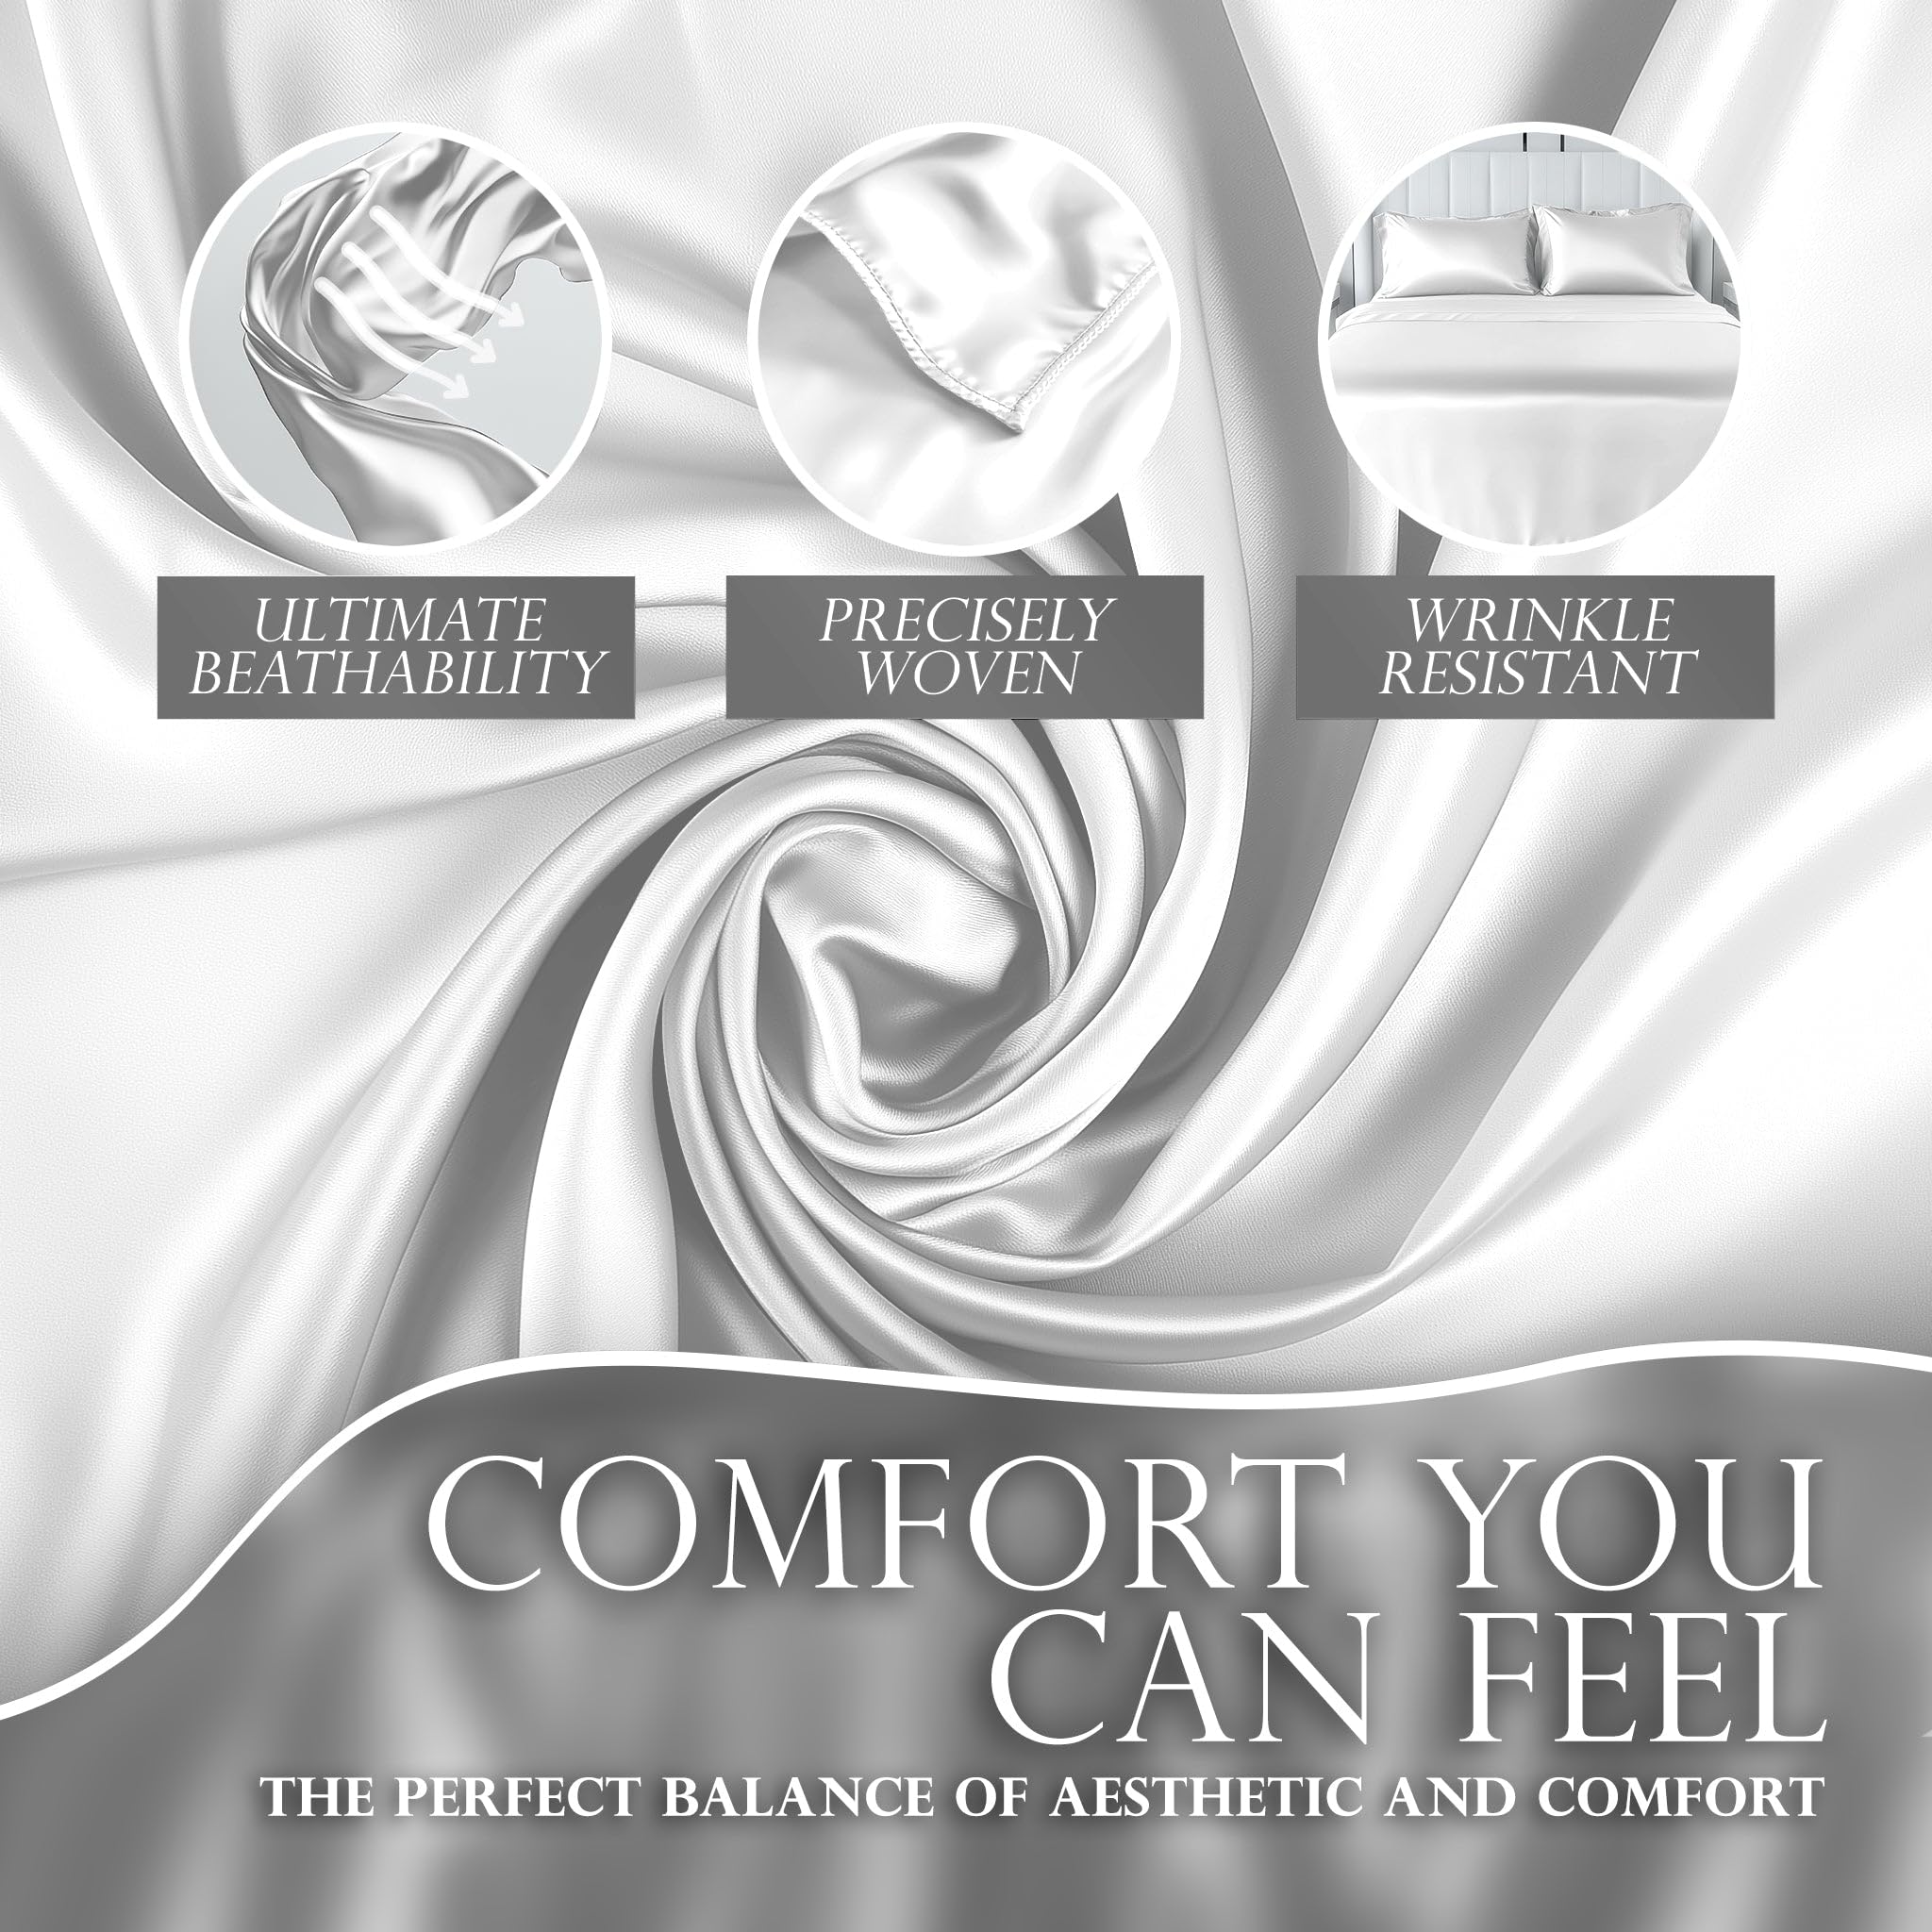 ULTIMATE
BEATHABILITY
PRECISELY
WOVEN
WRINKLE
RESISTANT
COMFORT YOU
CAN FEEL
THE PERFECT BALANCE OF AESTHETIC AND COMFORT